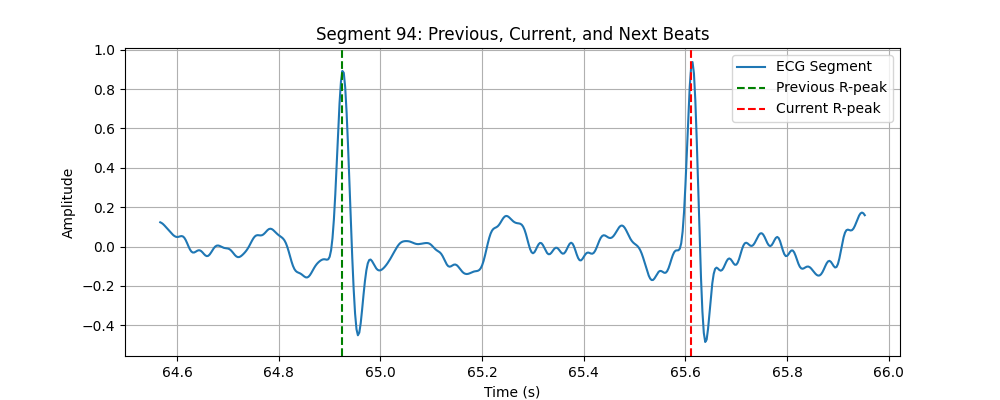 Segment 94: Previous, Current, and Next Beats
1.0
0.8
0.6
0.4
0.2
0.0
−0.2
−0.4
Amplitude
ECG Segment
Previous R-peak
Current R-peak
64.6 64.8 65.0 65.2 65.4 65.6 65.8 66.0
Time (s)